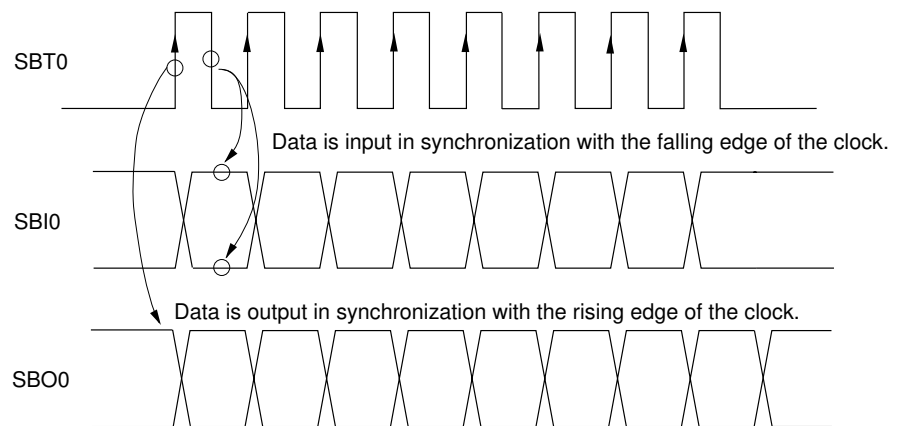 SBT0
Data is input in synchronization with the falling edge of the clock.
SBI0
Data is output in synchronization with the rising edge of the clock.
SBO0